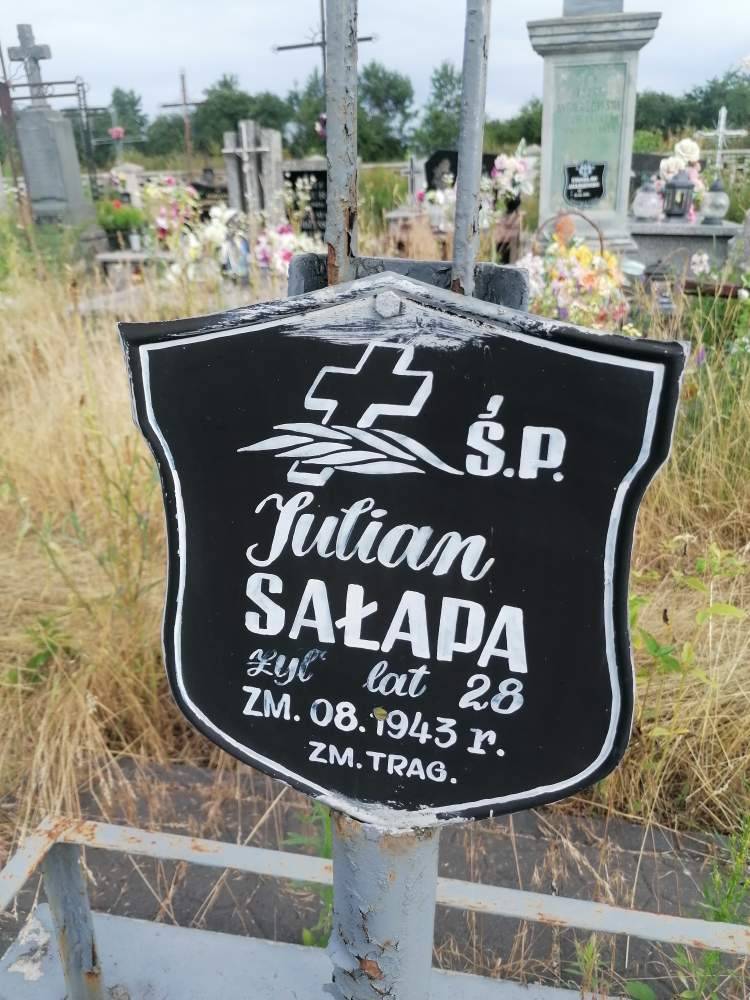 Ś.P.
Julian
SAŁAPA
żył lat 28
ZM. 08.1943 r.
ZM. TRAG.